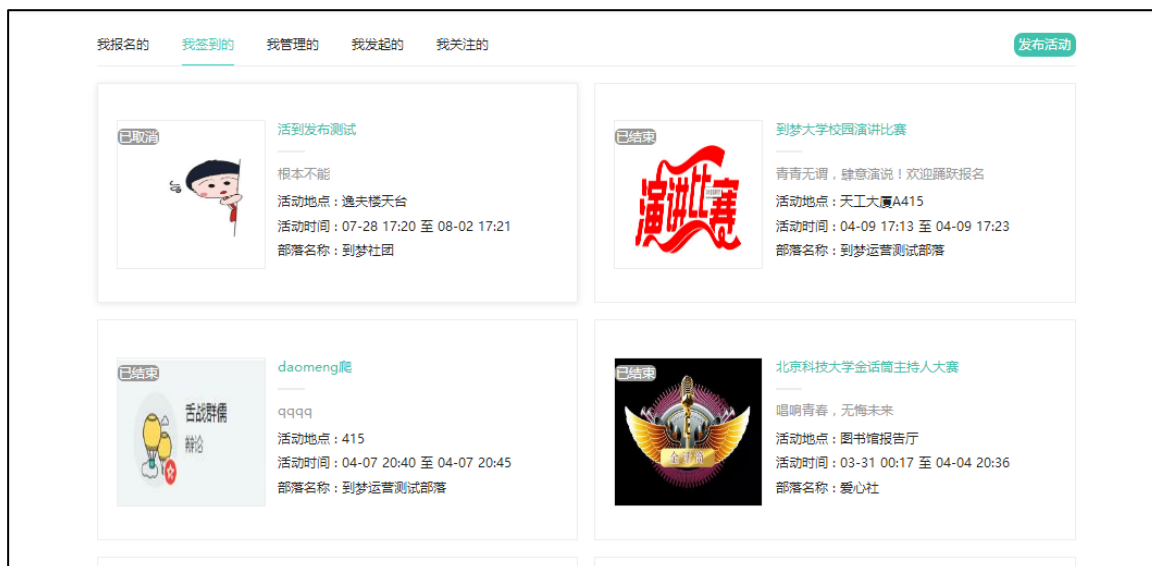 我报名的
我签到的
我管理的
我发起的
我关注的
发布活动
已取消
活到发布测试
根本不能
活动地点：逸夫楼天台
活动时间：07-28 17:20 至 08-02 17:21
部落名称：到梦社团
已结束
演讲比赛
到梦大学校园演讲比赛
青青无谓，肆意演说！欢迎踊跃报名
活动地点：天工大厦A415
活动时间：04-09 17:13 至 04-09 17:23
部落名称：到梦运营测试部落
已结束
舌战群儒
辩论
daomeng爬
qqqq
活动地点：415
活动时间：04-07 20:40 至 04-07 20:45
部落名称：到梦运营测试部落
已结束
金话筒
北京科技大学金话筒主持人大赛
唱响青春，无悔未来
活动地点：图书馆报告厅
活动时间：03-31 00:17 至 04-04 20:36
部落名称：爱心社